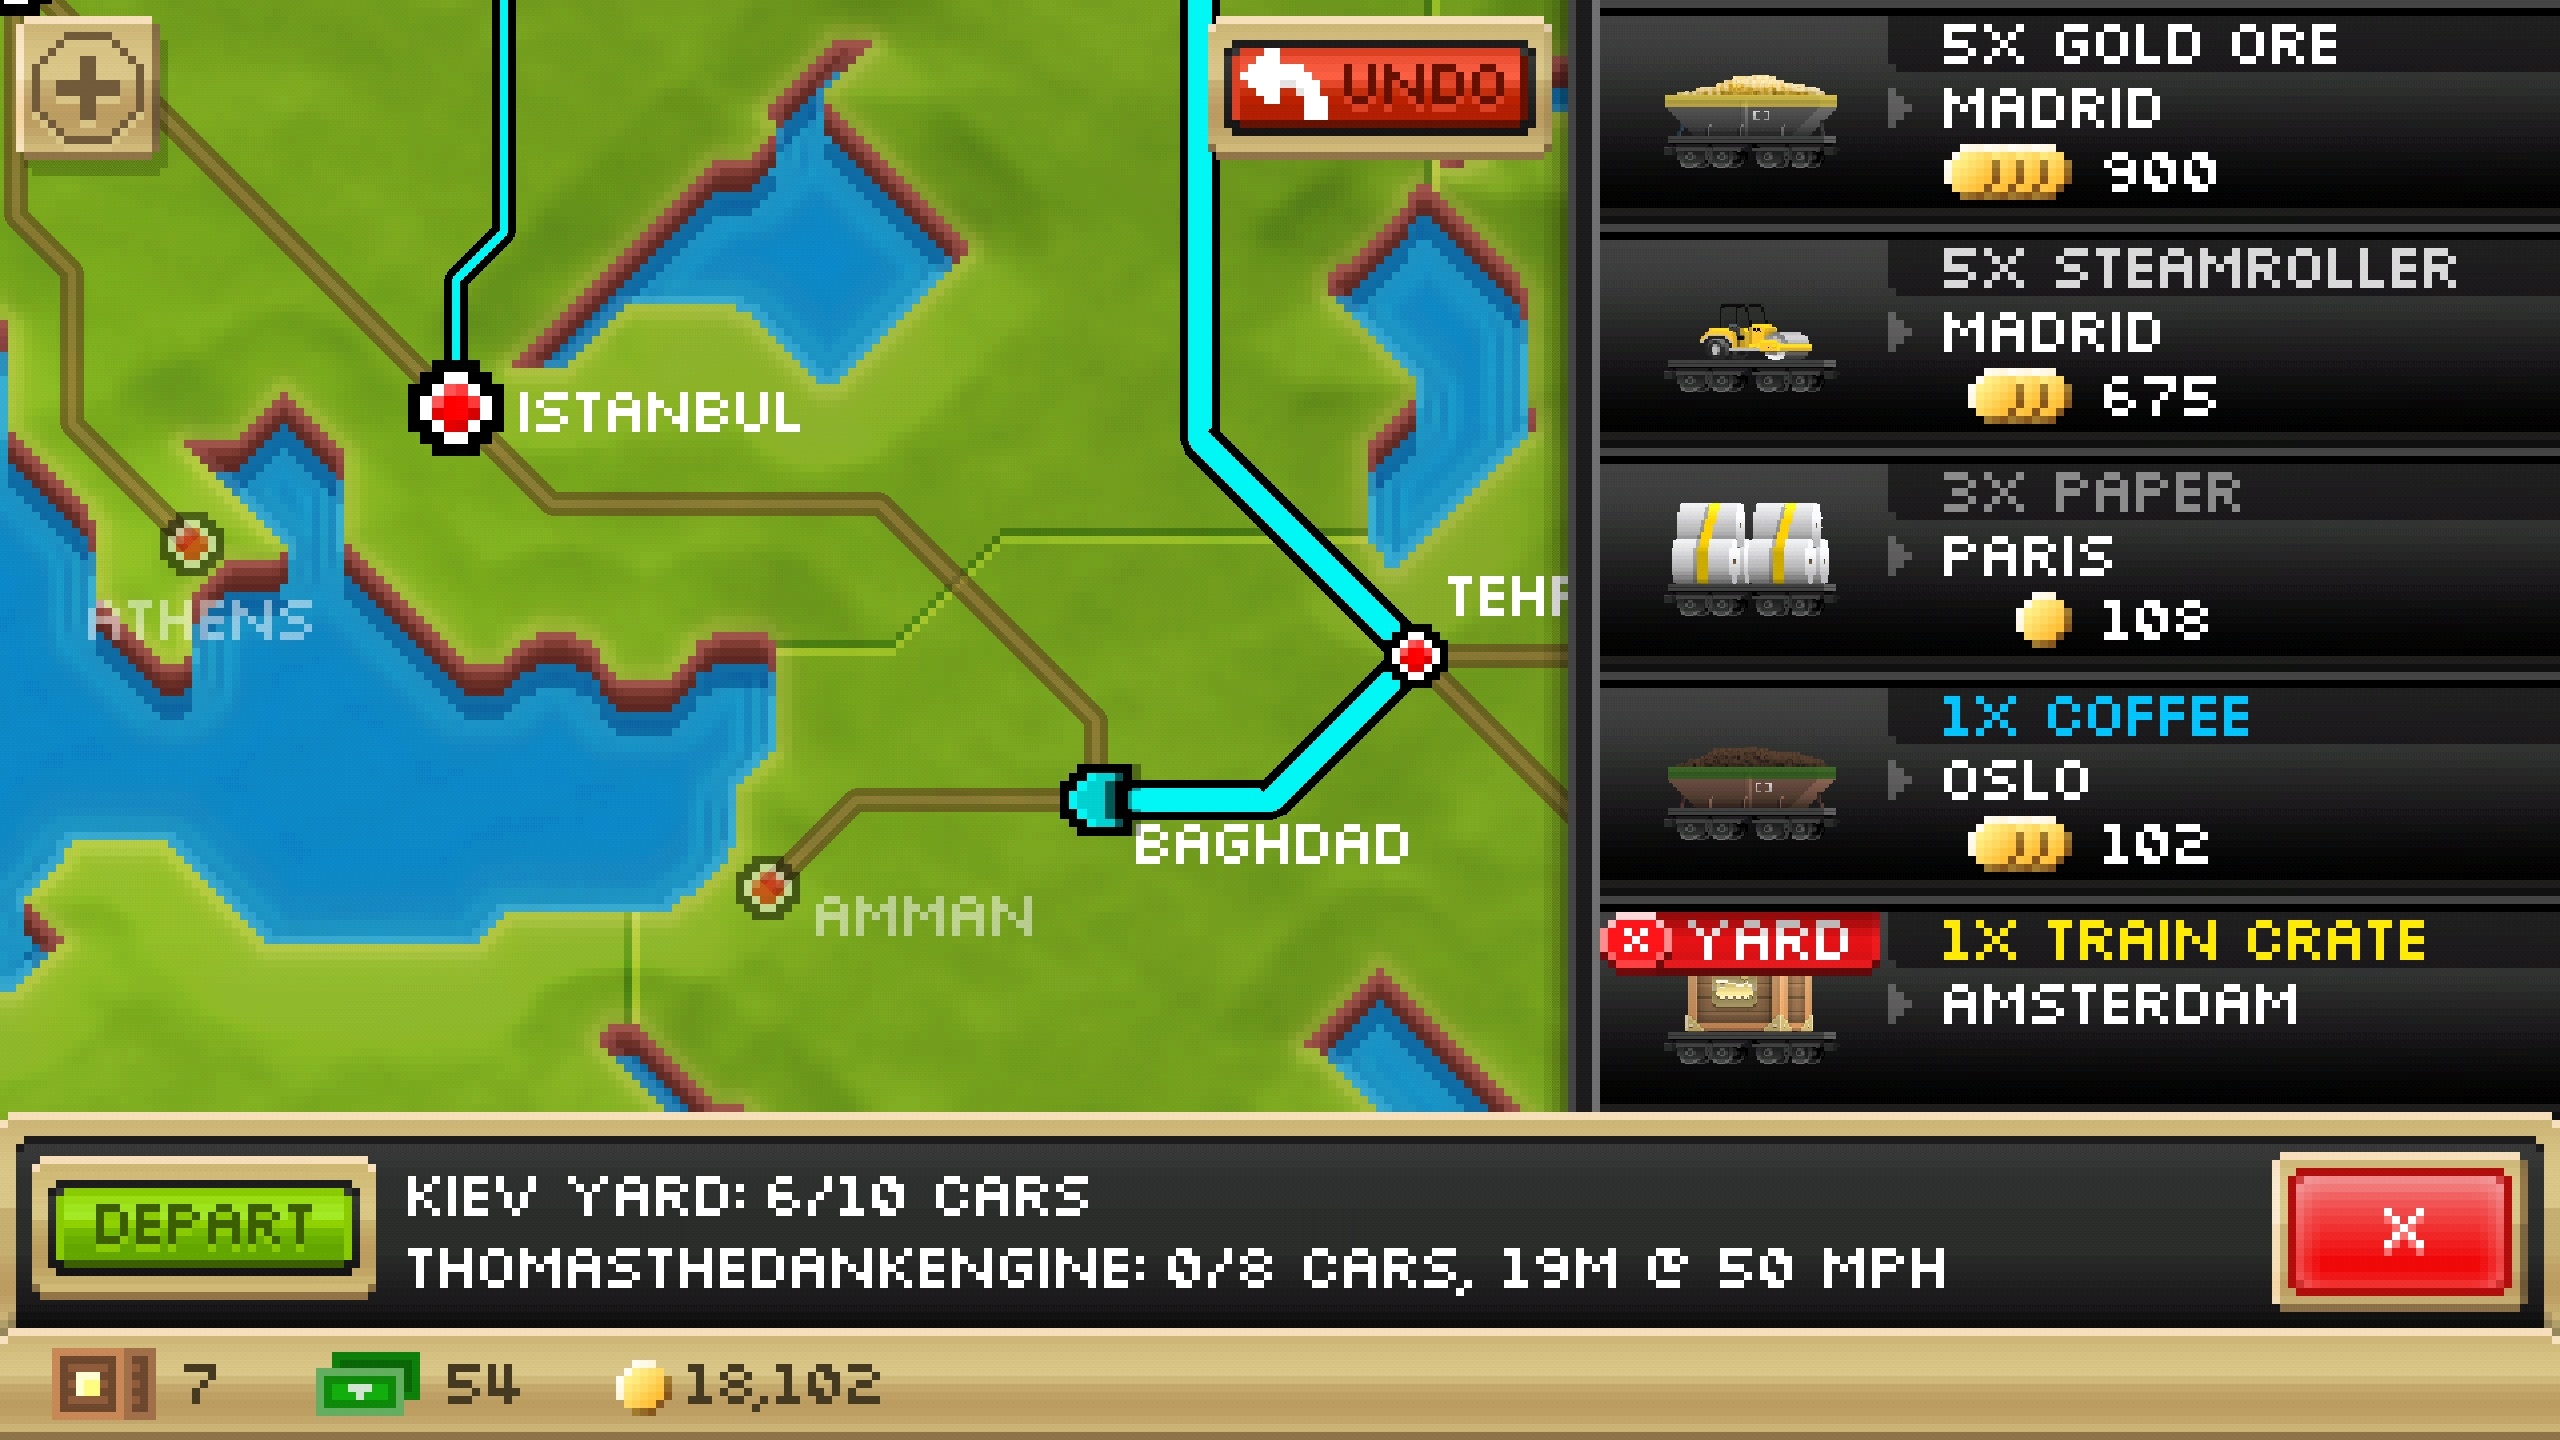 UNDO
ISTANBUL
ATHENS
TEHR
BAGHDAD
AMMAN
5X GOLD ORE
MADRID
900
5X STEAMROLLER
MADRID
675
3X PAPER
PARIS
108
1X COFFEE
OSLO
102
YARD
1X TRAIN CRATE
AMSTERDAM
DEPART
KIEV YARD: 6/10 CARS
THOMASTHEDANKENGINE: 0/8 CARS, 19M @ 50 MPH
X
7 54 18,102